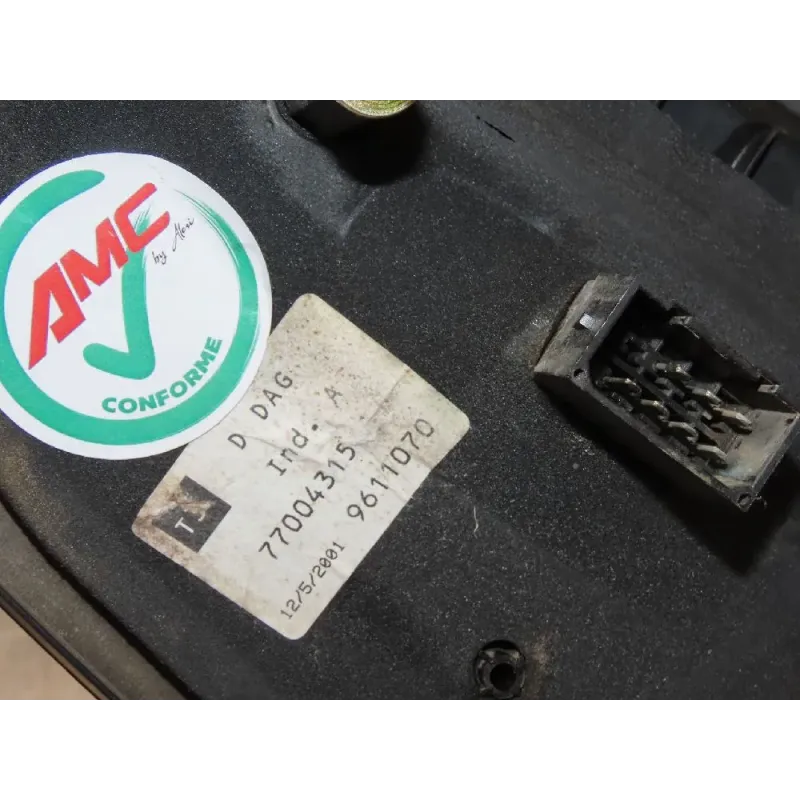 AMC
by Alexi
CONFORME
D DAG
Ind. A
77004315
12/5/2001 9611070